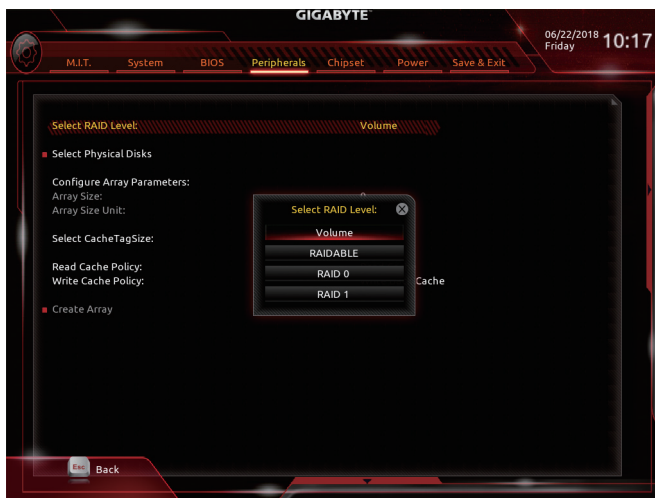 GIGABYTE™
06/22/2018
Friday
10:17
M.I.T. System BIOS Peripherals Chipset Power Save & Exit
Select RAID Level: Volume
Select Physical Disks
Configure Array Parameters:
Array Size:
Array Size Unit:
Select CacheTagSize:
Read Cache Policy:
Write Cache Policy: Cache
Create Array
Select RAID Level:
Volume
RAIDABLE
RAID 0
RAID 1
Esc Back